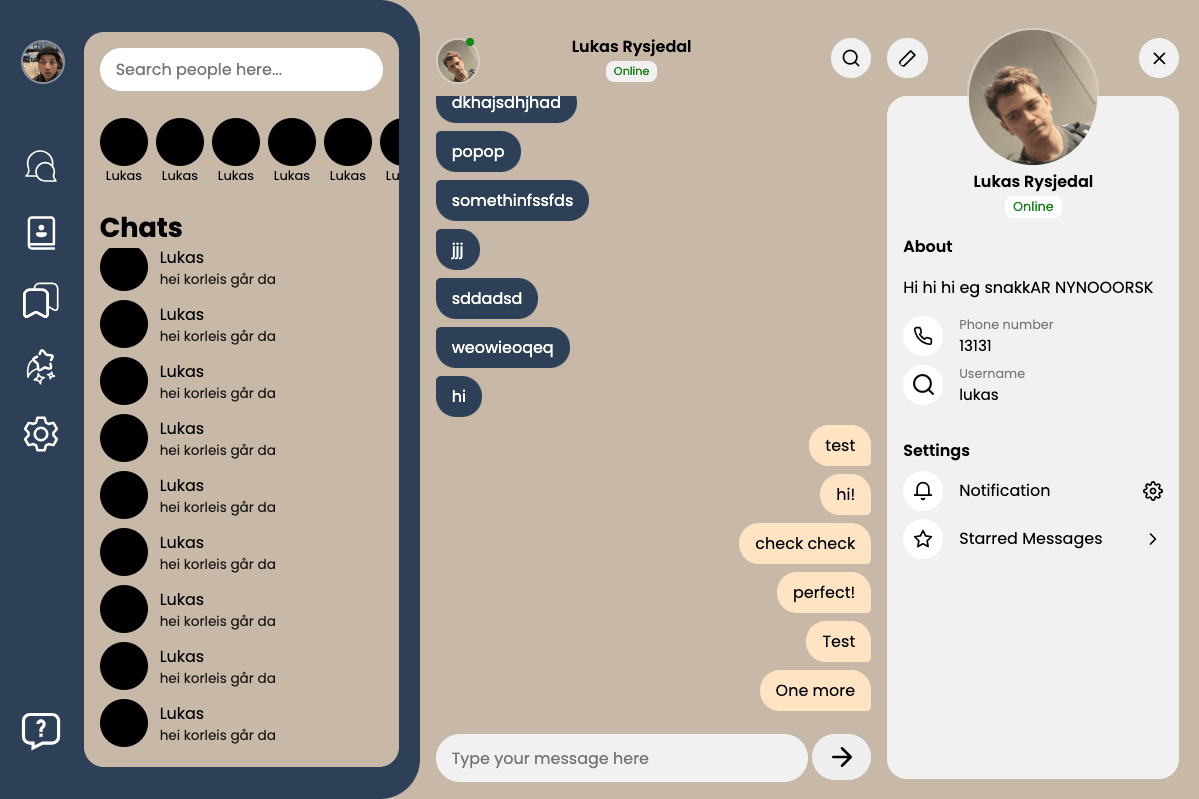 Search people here...
Lukas Lukas Lukas Lukas Lukas Lu
Chats
Lukas
hei korleis går da
Lukas
hei korleis går da
Lukas
hei korleis går da
Lukas
hei korleis går da
Lukas
hei korleis går da
Lukas
hei korleis går da
Lukas
hei korleis går da
Lukas
hei korleis går da
Lukas
hei korleis går da
?
Lukas Rysjedal
Online
dkhajsdhjhad
popop
somethinfssfds
jjj
sddadsd
weowieoqeq
hi
test
hi!
check check
perfect!
Test
One more
Type your message here
Lukas Rysjedal
Online
About
Hi hi hi eg snakkAR NYNOOORSK
Phone number
13131
Username
lukas
Settings
Notification
Starred Messages